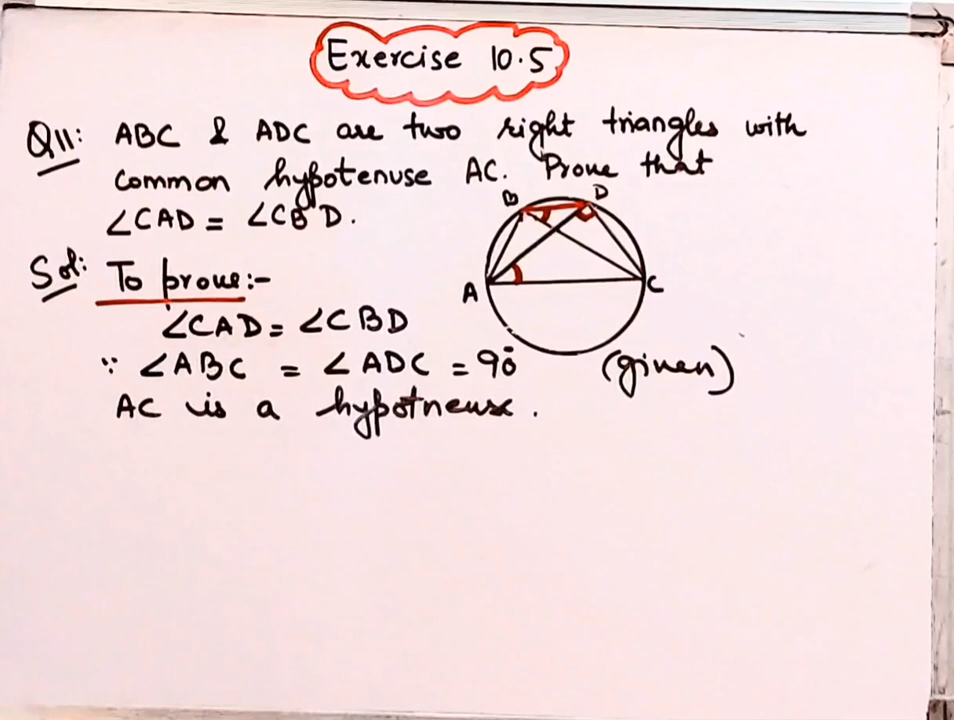 Exercise 10.5
Q11: ABC & ADC are two right triangles with
common hypotenuse AC. Prove that
∠CAD = ∠CBD.
B D
A C
Sol: To prove:-
∠CAD = ∠CBD
∵ ∠ABC = ∠ADC = 90° (given)
AC is a hypotneuse.